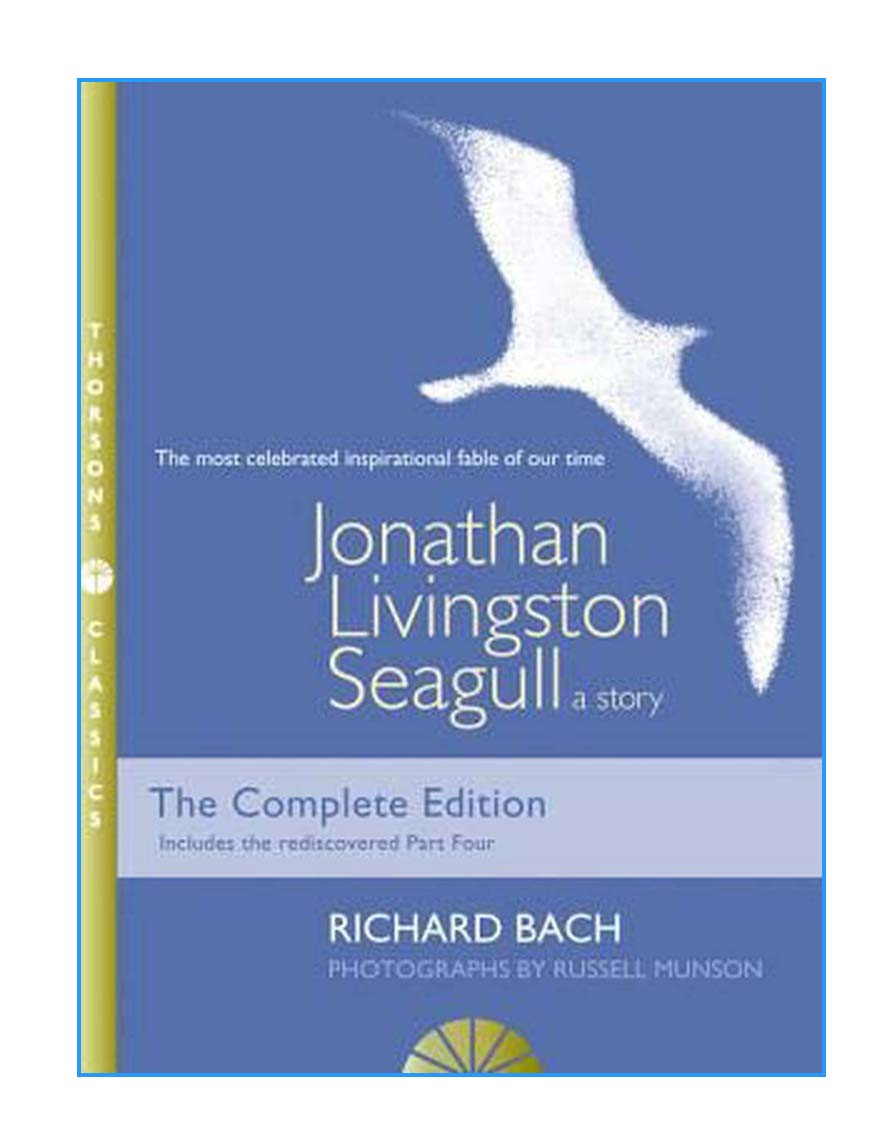 THORSONS
CLASSICS
The most celebrated inspirational fable of our time
Jonathan
Livingston
Seagull a story
The Complete Edition
Includes the rediscovered Part Four
RICHARD BACH
PHOTOGRAPHS BY RUSSELL MUNSON